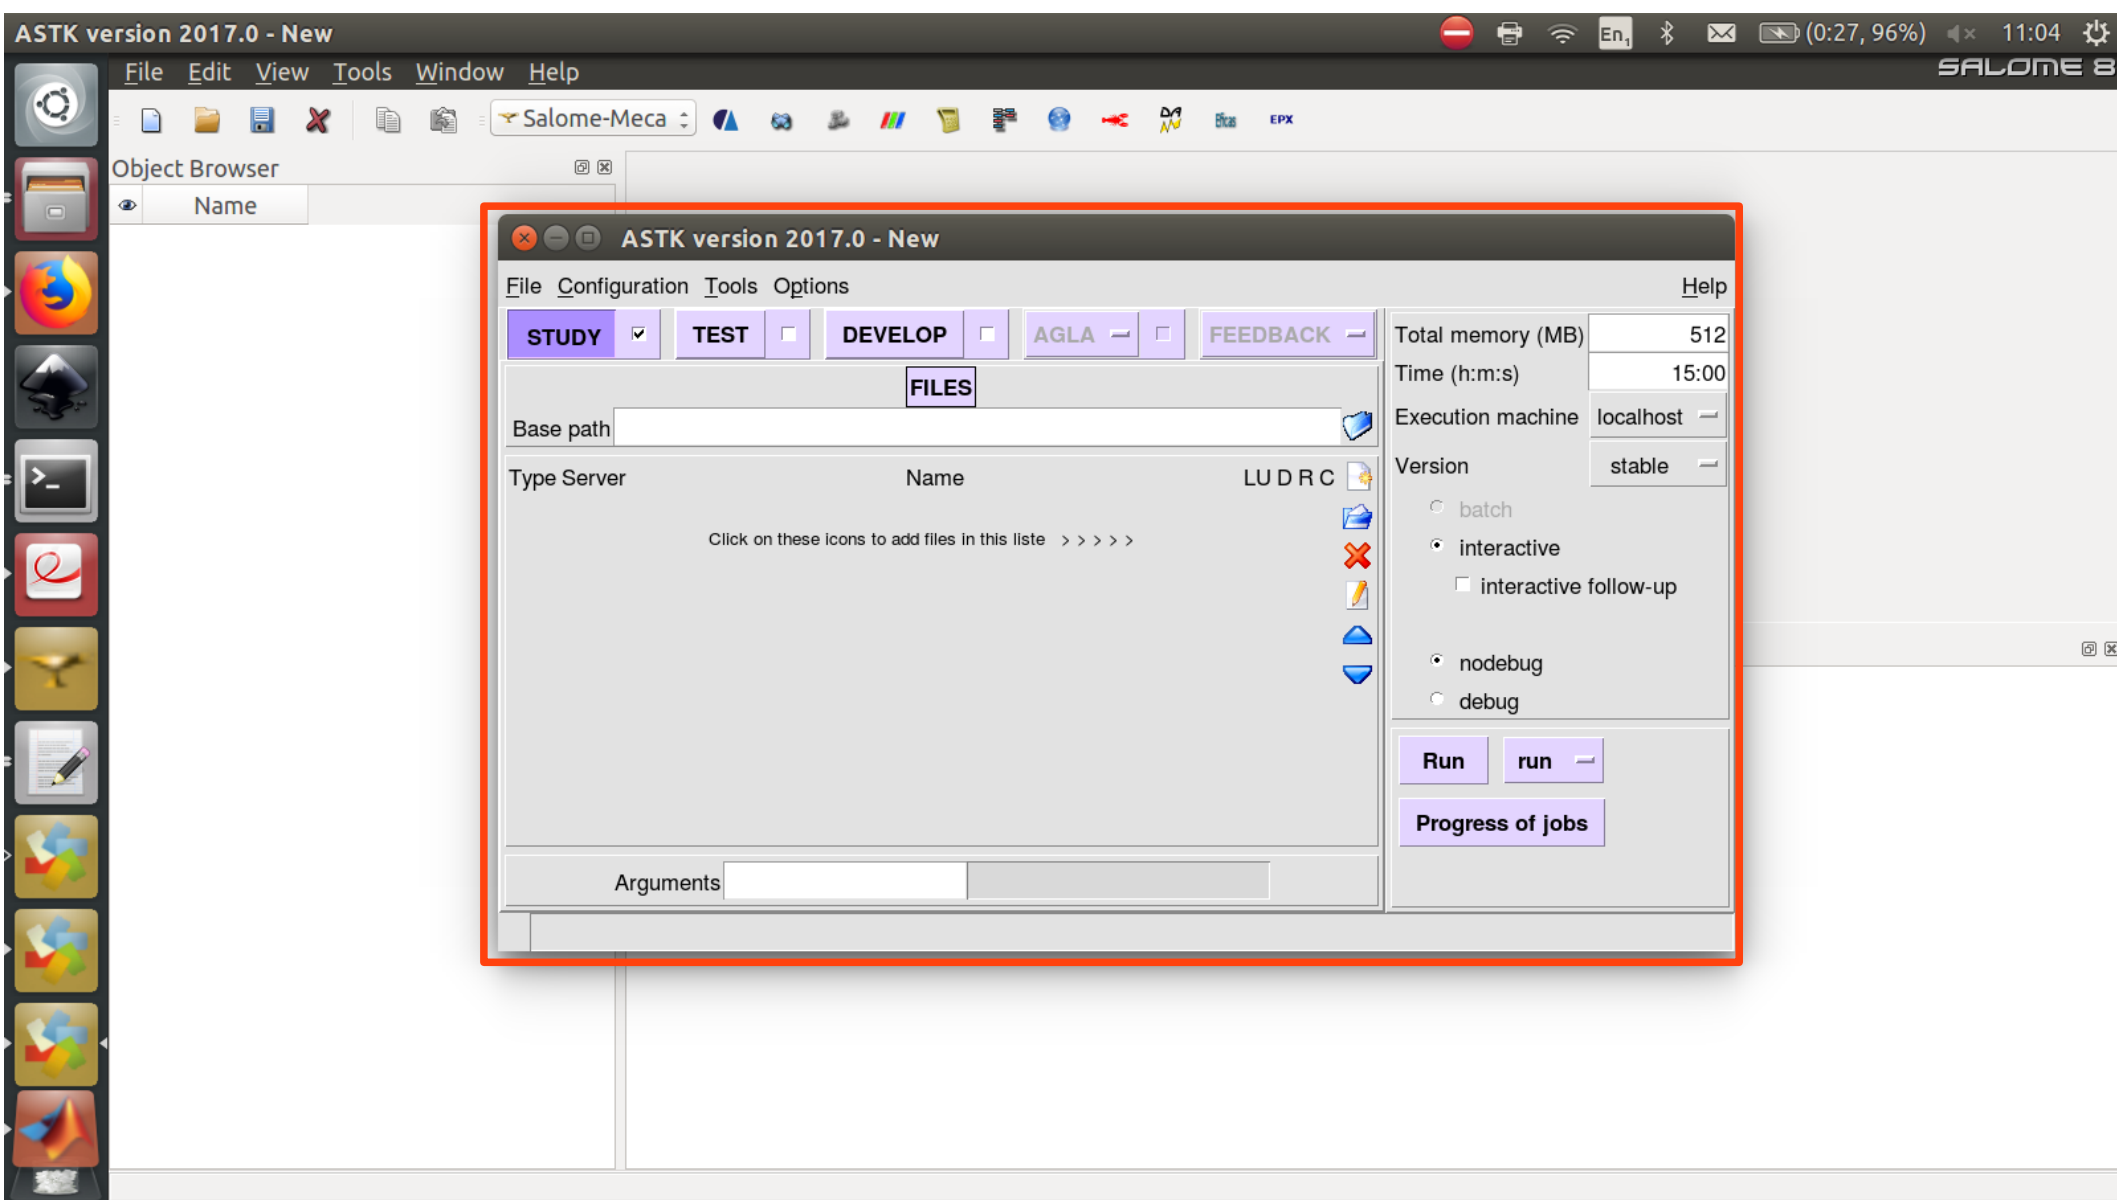 ASTK version 2017.0 - New
En1 (0:27, 96%) 11:04
File Edit View Tools Window Help
SALOME 8
Salome-Meca
Eficas EPX
Object Browser
Name
ASTK version 2017.0 - New
File Configuration Tools Options Help
STUDY TEST DEVELOP AGLA FEEDBACK
FILES
Base path
Type Server Name LU D R C
Click on these icons to add files in this liste > > > > >
Arguments
Total memory (MB) 512
Time (h:m:s) 15:00
Execution machine localhost
Version stable
batch
interactive
interactive follow-up
nodebug
debug
Run run
Progress of jobs